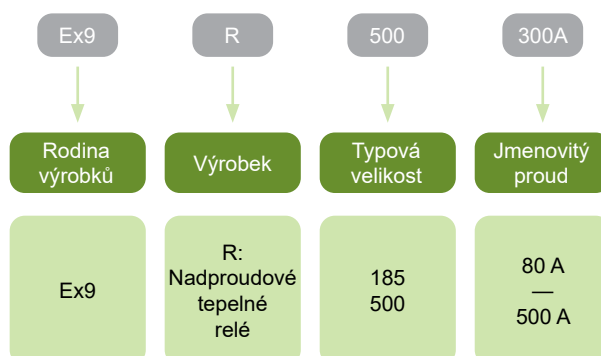 Ex9
R
500
300A
Rodina
výrobků
Výrobek
Typová
velikost
Jmenovitý
proud
Ex9
R:
Nadproudové
tepelné
relé
185
500
80 A
—
500 A